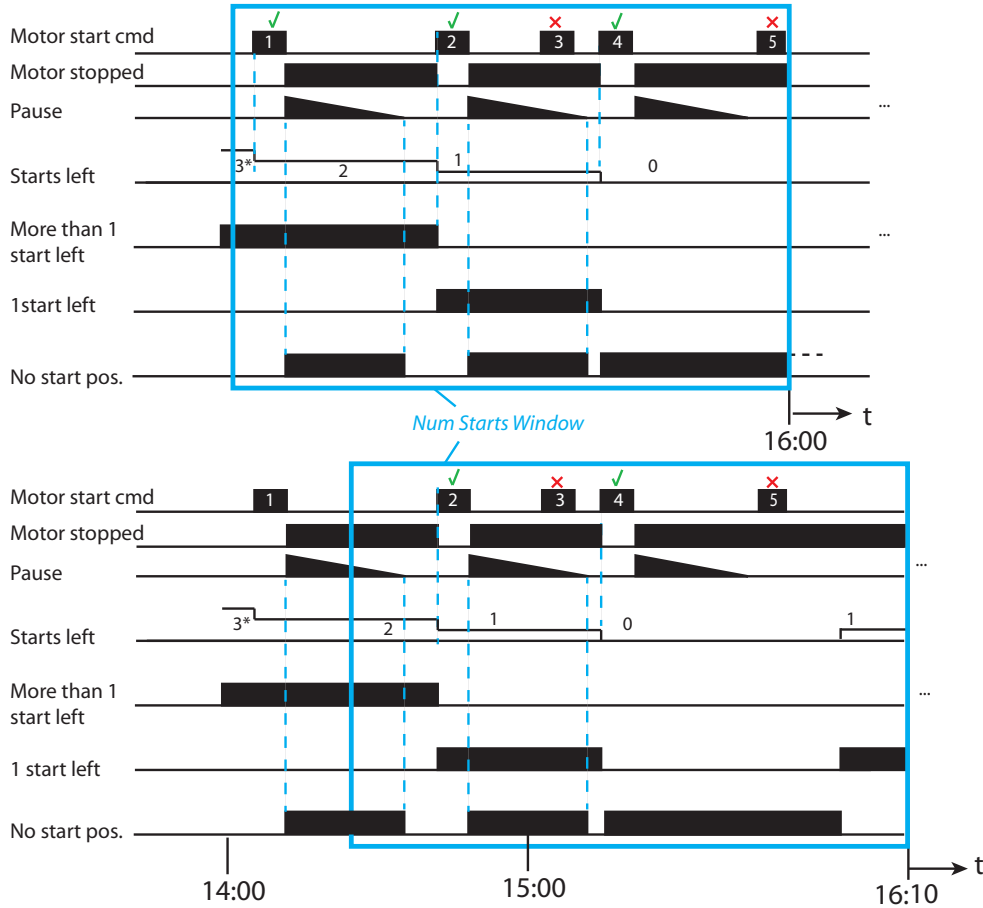 Motor start cmd
1 2 3 4 5
Motor stopped
Pause
...
Starts left
3* 2 1 0
More than 1
start left
...
1start left
No start pos.
t
16:00
Num Starts Window
Motor start cmd
1 2 3 4 5
Motor stopped
Pause
...
Starts left
3* 2 1 0 1
More than 1
start left
...
1 start left
No start pos.
t
14:00 15:00 16:10